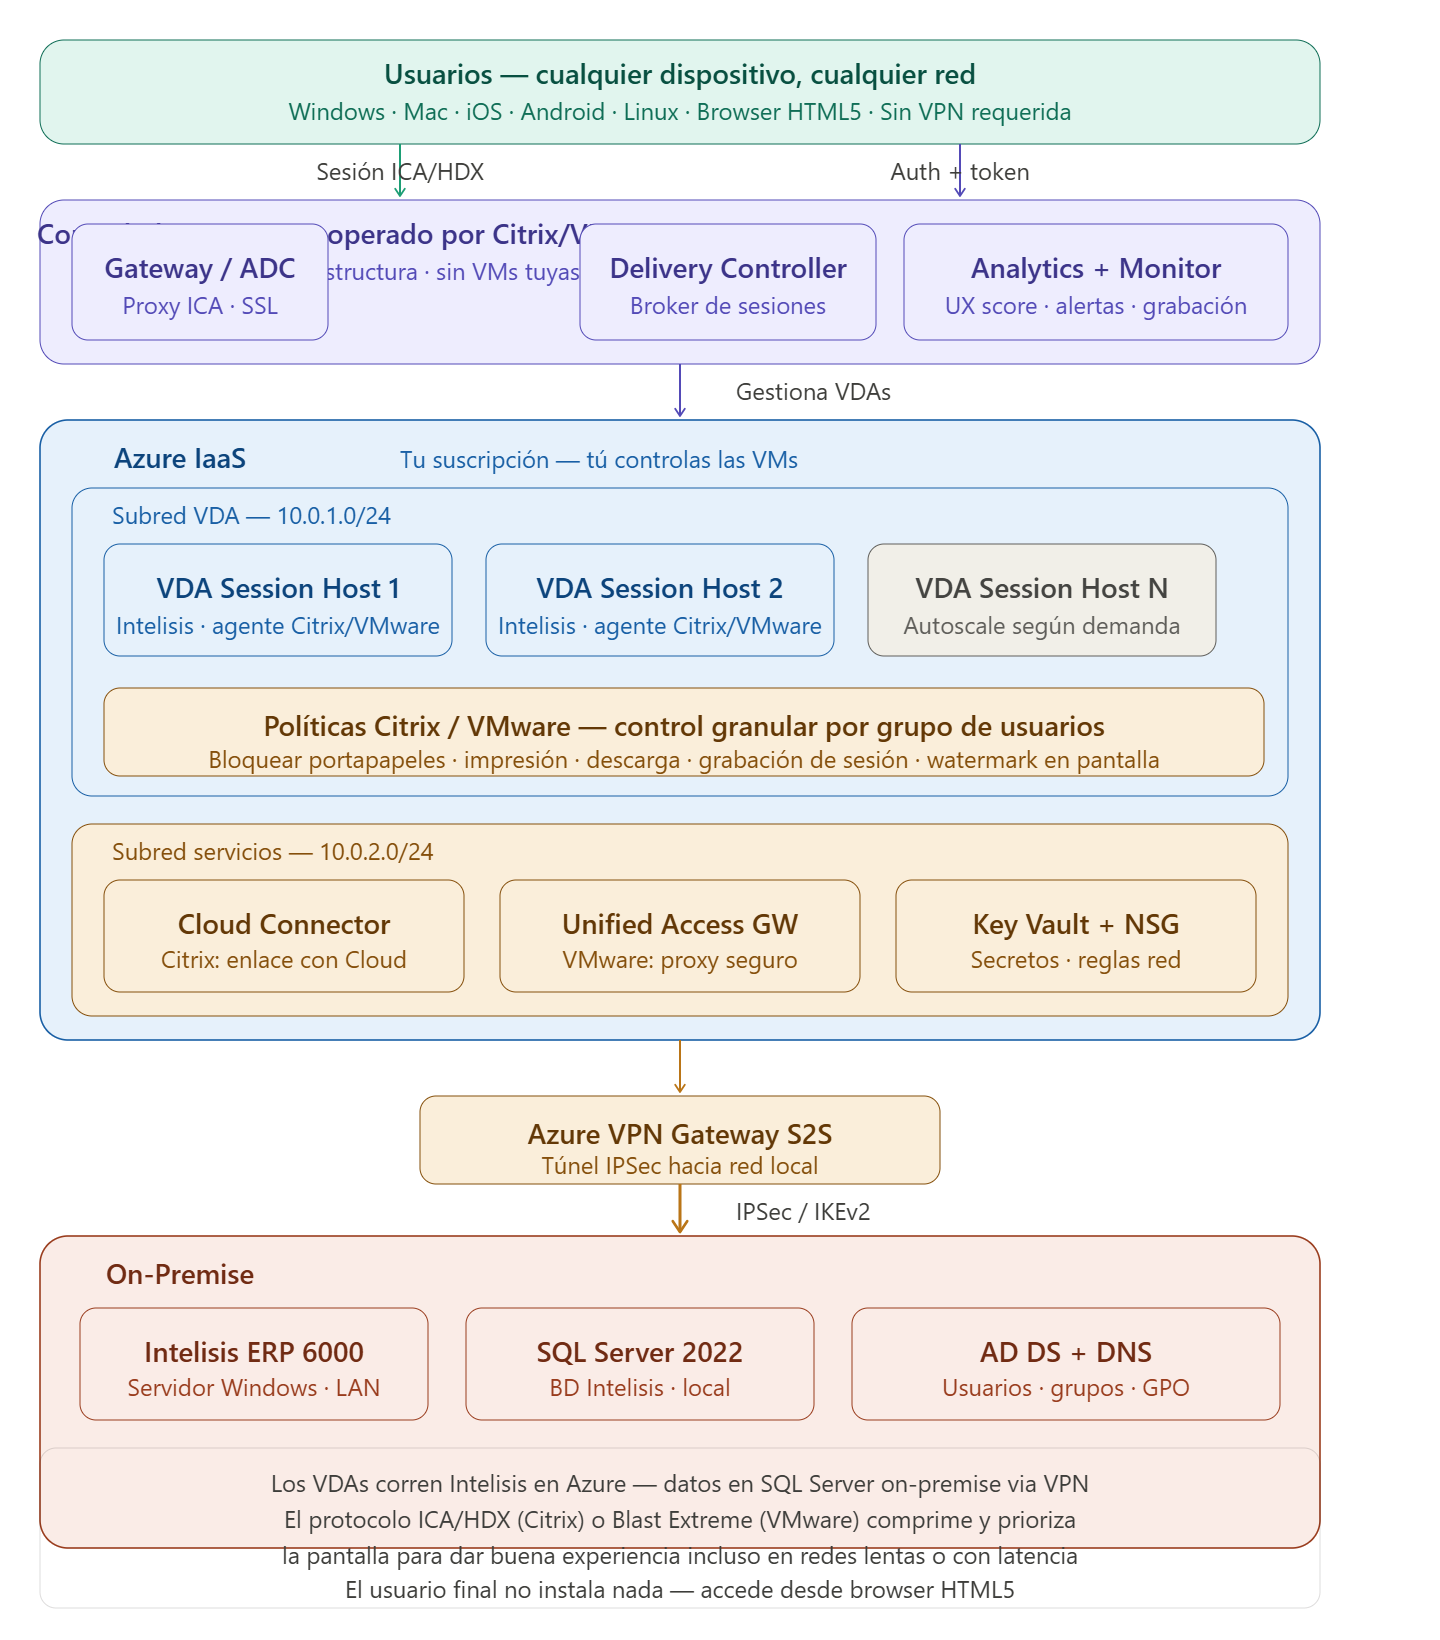 Usuarios — cualquier dispositivo, cualquier red
Windows · Mac · iOS · Android · Linux · Browser HTML5 · Sin VPN requerida
Sesión ICA/HDX
Auth + token
operado por Citrix/V
structura · sin VMs tuyas
Gateway / ADC
Proxy ICA · SSL
Delivery Controller
Broker de sesiones
Analytics + Monitor
UX score · alertas · grabación
Gestiona VDAs
Azure IaaS
Tu suscripción — tú controlas las VMs
Subred VDA — 10.0.1.0/24
VDA Session Host 1
Intelisis · agente Citrix/VMware
VDA Session Host 2
Intelisis · agente Citrix/VMware
VDA Session Host N
Autoscale según demanda
Políticas Citrix / VMware — control granular por grupo de usuarios
Bloquear portapapeles · impresión · descarga · grabación de sesión · watermark en pantalla
Subred servicios — 10.0.2.0/24
Cloud Connector
Citrix: enlace con Cloud
Unified Access GW
VMware: proxy seguro
Key Vault + NSG
Secretos · reglas red
Azure VPN Gateway S2S
Túnel IPSec hacia red local
IPSec / IKEv2
On-Premise
Intelisis ERP 6000
Servidor Windows · LAN
SQL Server 2022
BD Intelisis · local
AD DS + DNS
Usuarios · grupos · GPO
Los VDAs corren Intelisis en Azure — datos en SQL Server on-premise via VPN
El protocolo ICA/HDX (Citrix) o Blast Extreme (VMware) comprime y prioriza
la pantalla para dar buena experiencia incluso en redes lentas o con latencia
El usuario final no instala nada — accede desde browser HTML5